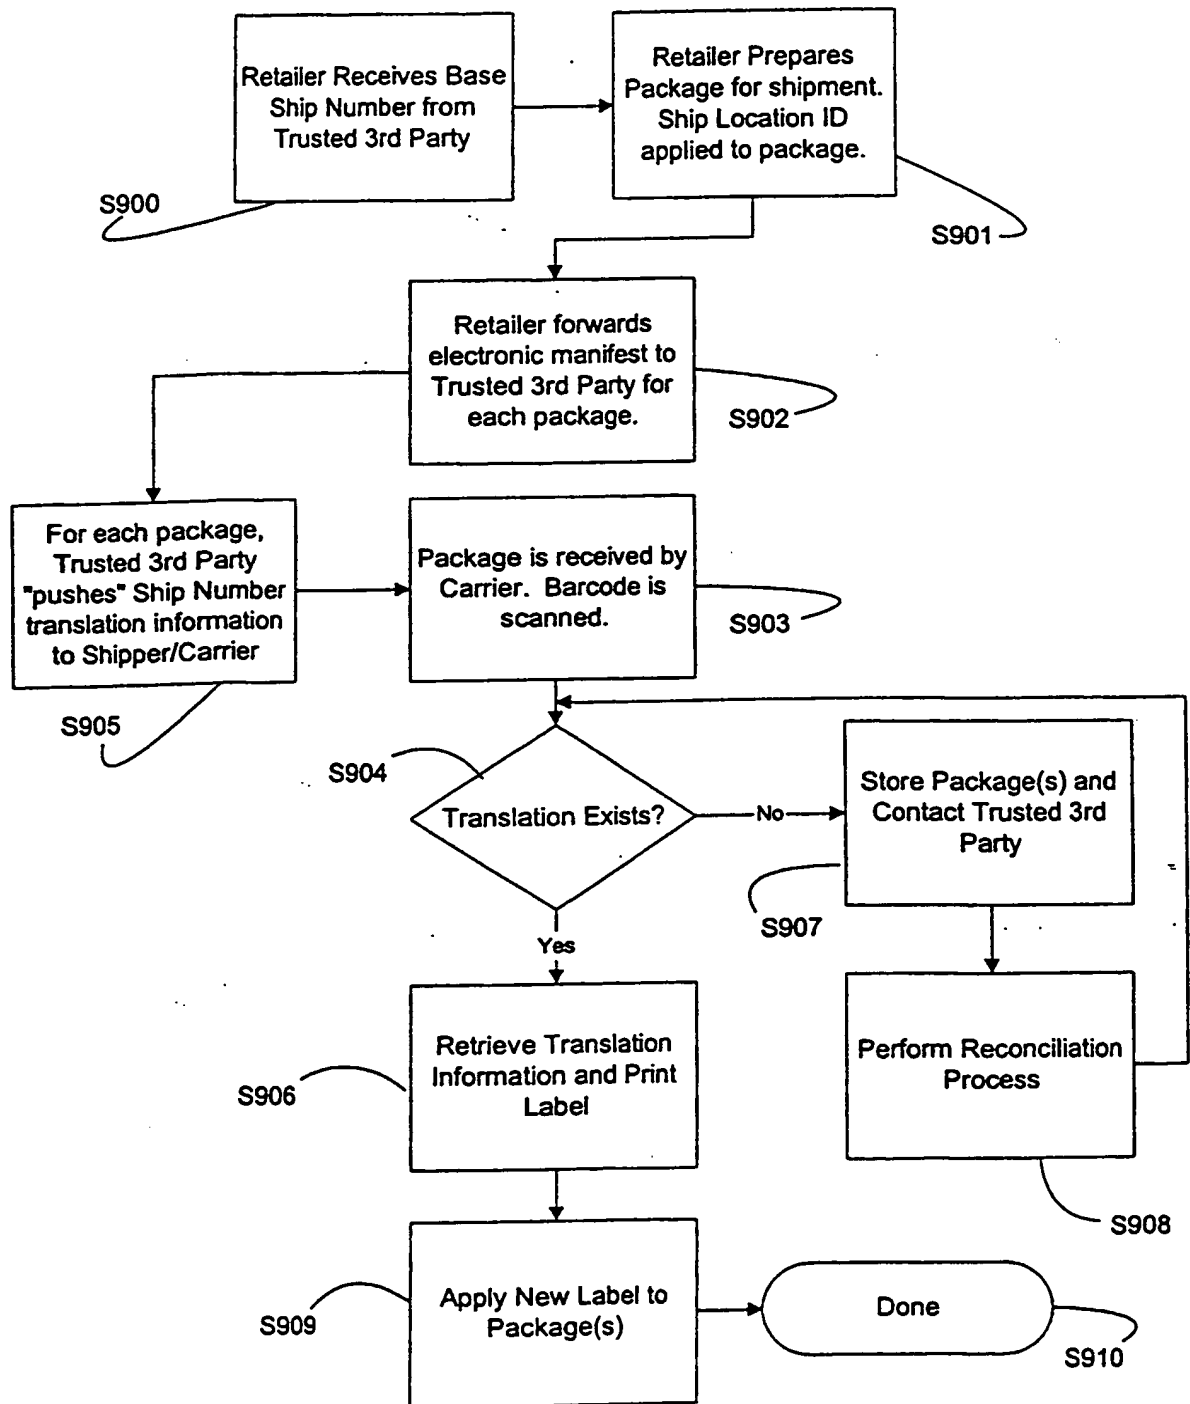 Retailer Receives Base
Ship Number from
Trusted 3rd Party
S900
Retailer Prepares
Package for shipment.
Ship Location ID
applied to package.
S901
Retailer forwards
electronic manifest to
Trusted 3rd Party for
each package.
S902
For each package,
Trusted 3rd Party
"pushes" Ship Number
translation information
to Shipper/Carrier
S905
Package is received by
Carrier. Barcode is
scanned.
S903
S904
Translation Exists?
No
Store Package(s) and
Contact Trusted 3rd
Party
S907
Yes
Retrieve Translation
Information and Print
Label
S906
Perform Reconciliation
Process
S908
Apply New Label to
Package(s)
S909
Done
S910